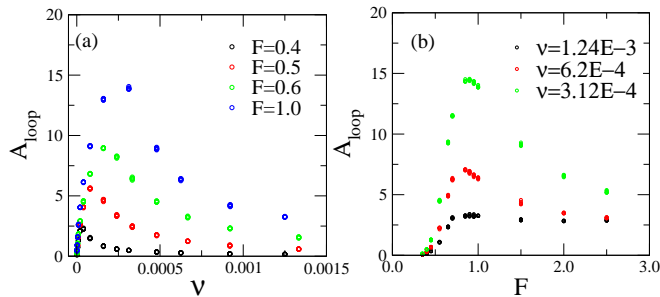 (a)
F=0.4
F=0.5
F=0.6
F=1.0
20
15
10
5
0
A_loop
0 0.0005 0.001 0.0015
ν
(b)
ν=1.24E−3
ν=6.2E−4
ν=3.12E−4
20
15
10
5
0
A_loop
0.0 1.0 2.0 3.0
F